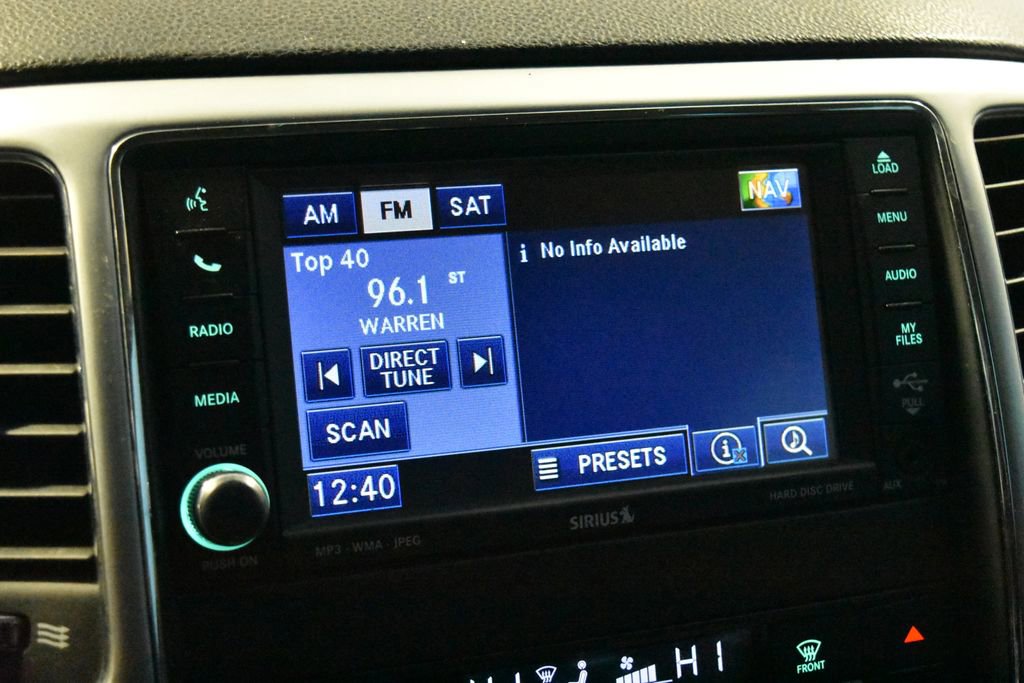 LOAD
AM FM SAT NAV
MENU
Top 40
i No Info Available
96.1 ST
WARREN
AUDIO
RADIO
DIRECT TUNE
MY FILES
MEDIA
SCAN
PULL
VOLUME
PRESETS
12:40
HARD DISC DRIVE
AUX
SIRIUS
MP3 · WMA · JPEG
PUSH ON
HI
FRONT